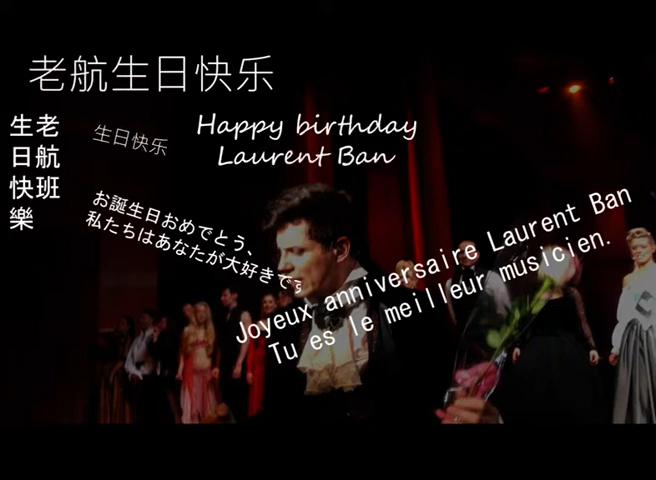 老航生日快乐
老航班
生日快樂
生日快乐
Happy birthday
Laurent Ban
お誕生日おめでとう、
私たちはあなたが大好きです
Joyeux anniversaire Laurent Ban
Tu es le meilleur musicien.